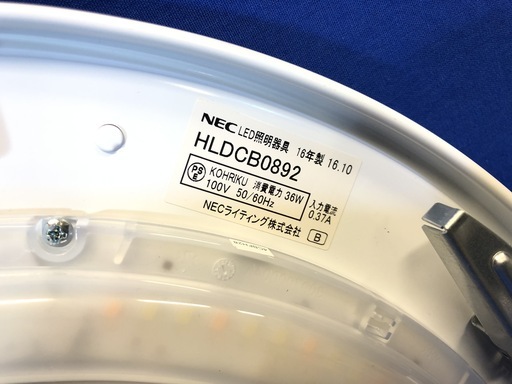 NEC LED照明器具 16年製 16.10
HLDCB0892
PSE KOHRIKU 消費電力 36W 入力電流
100V 50/60Hz 0.37A
NECライティング株式会社 B